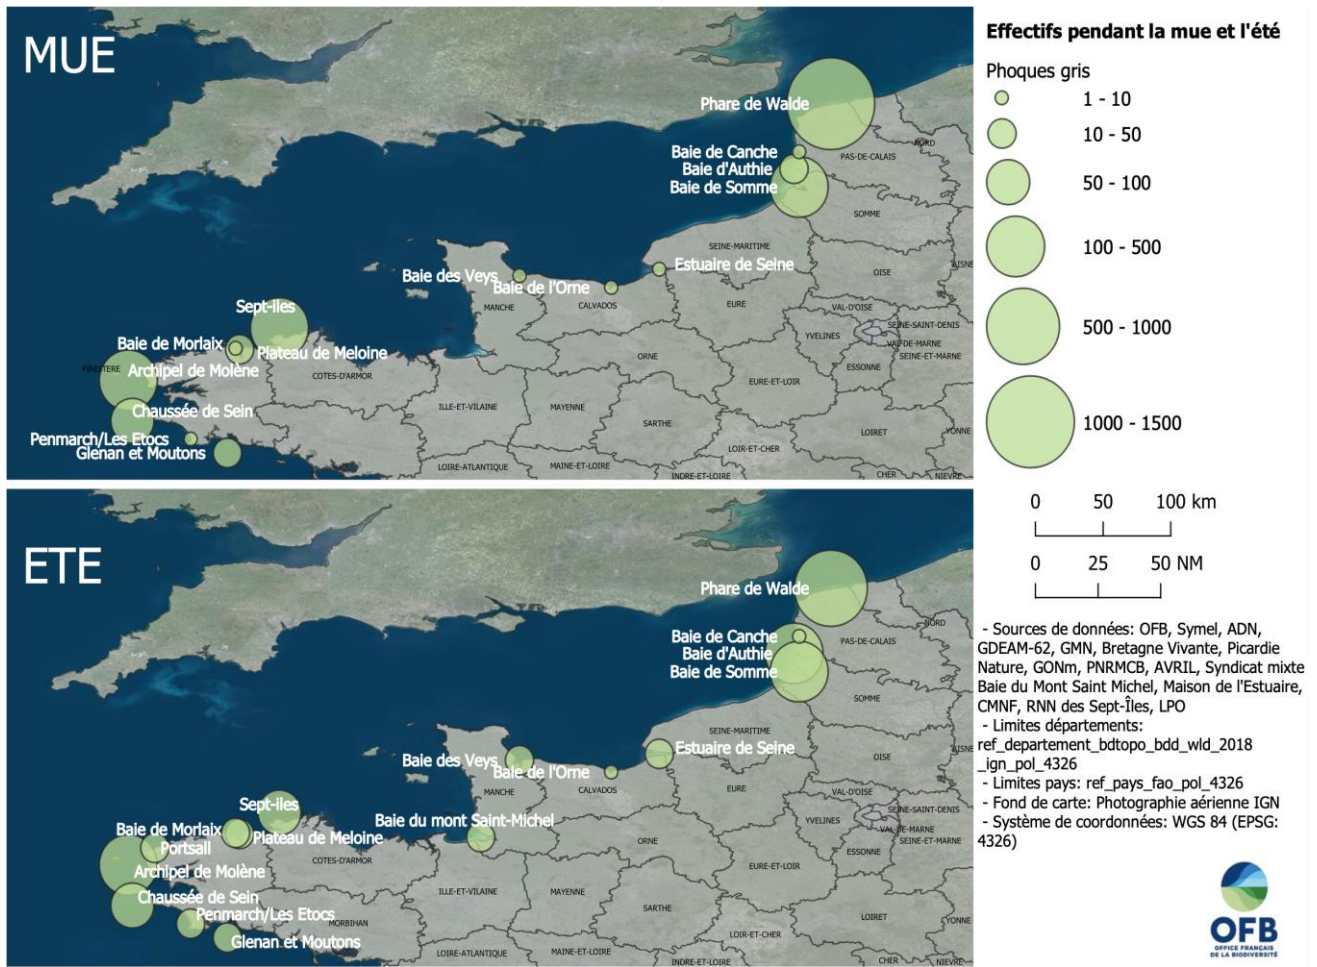 MUE
Phare de Walde
Baie de Canche
Baie d'Authie
Baie de Somme
NORD
PAS-DE-CALAIS
SOMME
SEINE-MARITIME
AISNE
OISE
Estuaire de Seine
Baie des Veys
Baie de l'Orne
MANCHE
CALVADOS
EURE
VAL-D'OISE
SEINE-SAINT-DENIS
YVELINES
VAL-DE-MARNE
SEINE-ET-MARNE
ESSONNE
Sept-iles
Baie de Morlaix
Plateau de Meloine
FINISTERE
Archipel de Molène
COTES-D'ARMOR
ORNE
EURE-ET-LOIR
Chaussée de Sein
ILLE-ET-VILAINE
MAYENNE
SARTHE
LOIRET
YONNE
Penmarch/Les Etocs
Glenan et Moutons
LOIR-ET-CHER
LOIRE-ATLANTIQUE
MAINE-ET-LOIRE
INDRE-ET-LOIRE
CHER
NIEVRE
ETE
Phare de Walde
Baie de Canche
Baie d'Authie
Baie de Somme
NORD
PAS-DE-CALAIS
SOMME
SEINE-MARITIME
AISNE
OISE
Estuaire de Seine
Baie des Veys
Baie de l'Orne
MANCHE
CALVADOS
EURE
VAL-D'OISE
SEINE-SAINT-DENIS
YVELINES
VAL-DE-MARNE
SEINE-ET-MARNE
ESSONNE
Sept-iles
Baie du mont Saint-Michel
Baie de Morlaix
Plateau de Meloine
Portsall
Archipel de Molène
COTES-D'ARMOR
ORNE
EURE-ET-LOIR
Chaussée de Sein
ILLE-ET-VILAINE
MAYENNE
SARTHE
LOIRET
YONNE
Penmarch/Les Etocs
MORBIHAN
Glenan et Moutons
LOIR-ET-CHER
LOIRE-ATLANTIQUE
MAINE-ET-LOIRE
INDRE-ET-LOIRE
CHER
NIEVRE
Effectifs pendant la mue et l'été
Phoques gris
1 - 10
10 - 50
50 - 100
100 - 500
500 - 1000
1000 - 1500
0 50 100 km
0 25 50 NM
- Sources de données: OFB, Symel, ADN,
GDEAM-62, GMN, Bretagne Vivante, Picardie
Nature, GONm, PNRMCB, AVRIL, Syndicat mixte
Baie du Mont Saint Michel, Maison de l'Estuaire,
CMNF, RNN des Sept-Îles, LPO
- Limites départements:
ref_departement_bdtopo_bdd_wld_2018
_ign_pol_4326
- Limites pays: ref_pays_fao_pol_4326
- Fond de carte: Photographie aérienne IGN
- Système de coordonnées: WGS 84 (EPSG:
4326)
OFB
OFFICE FRANÇAIS
DE LA BIODIVERSITÉ